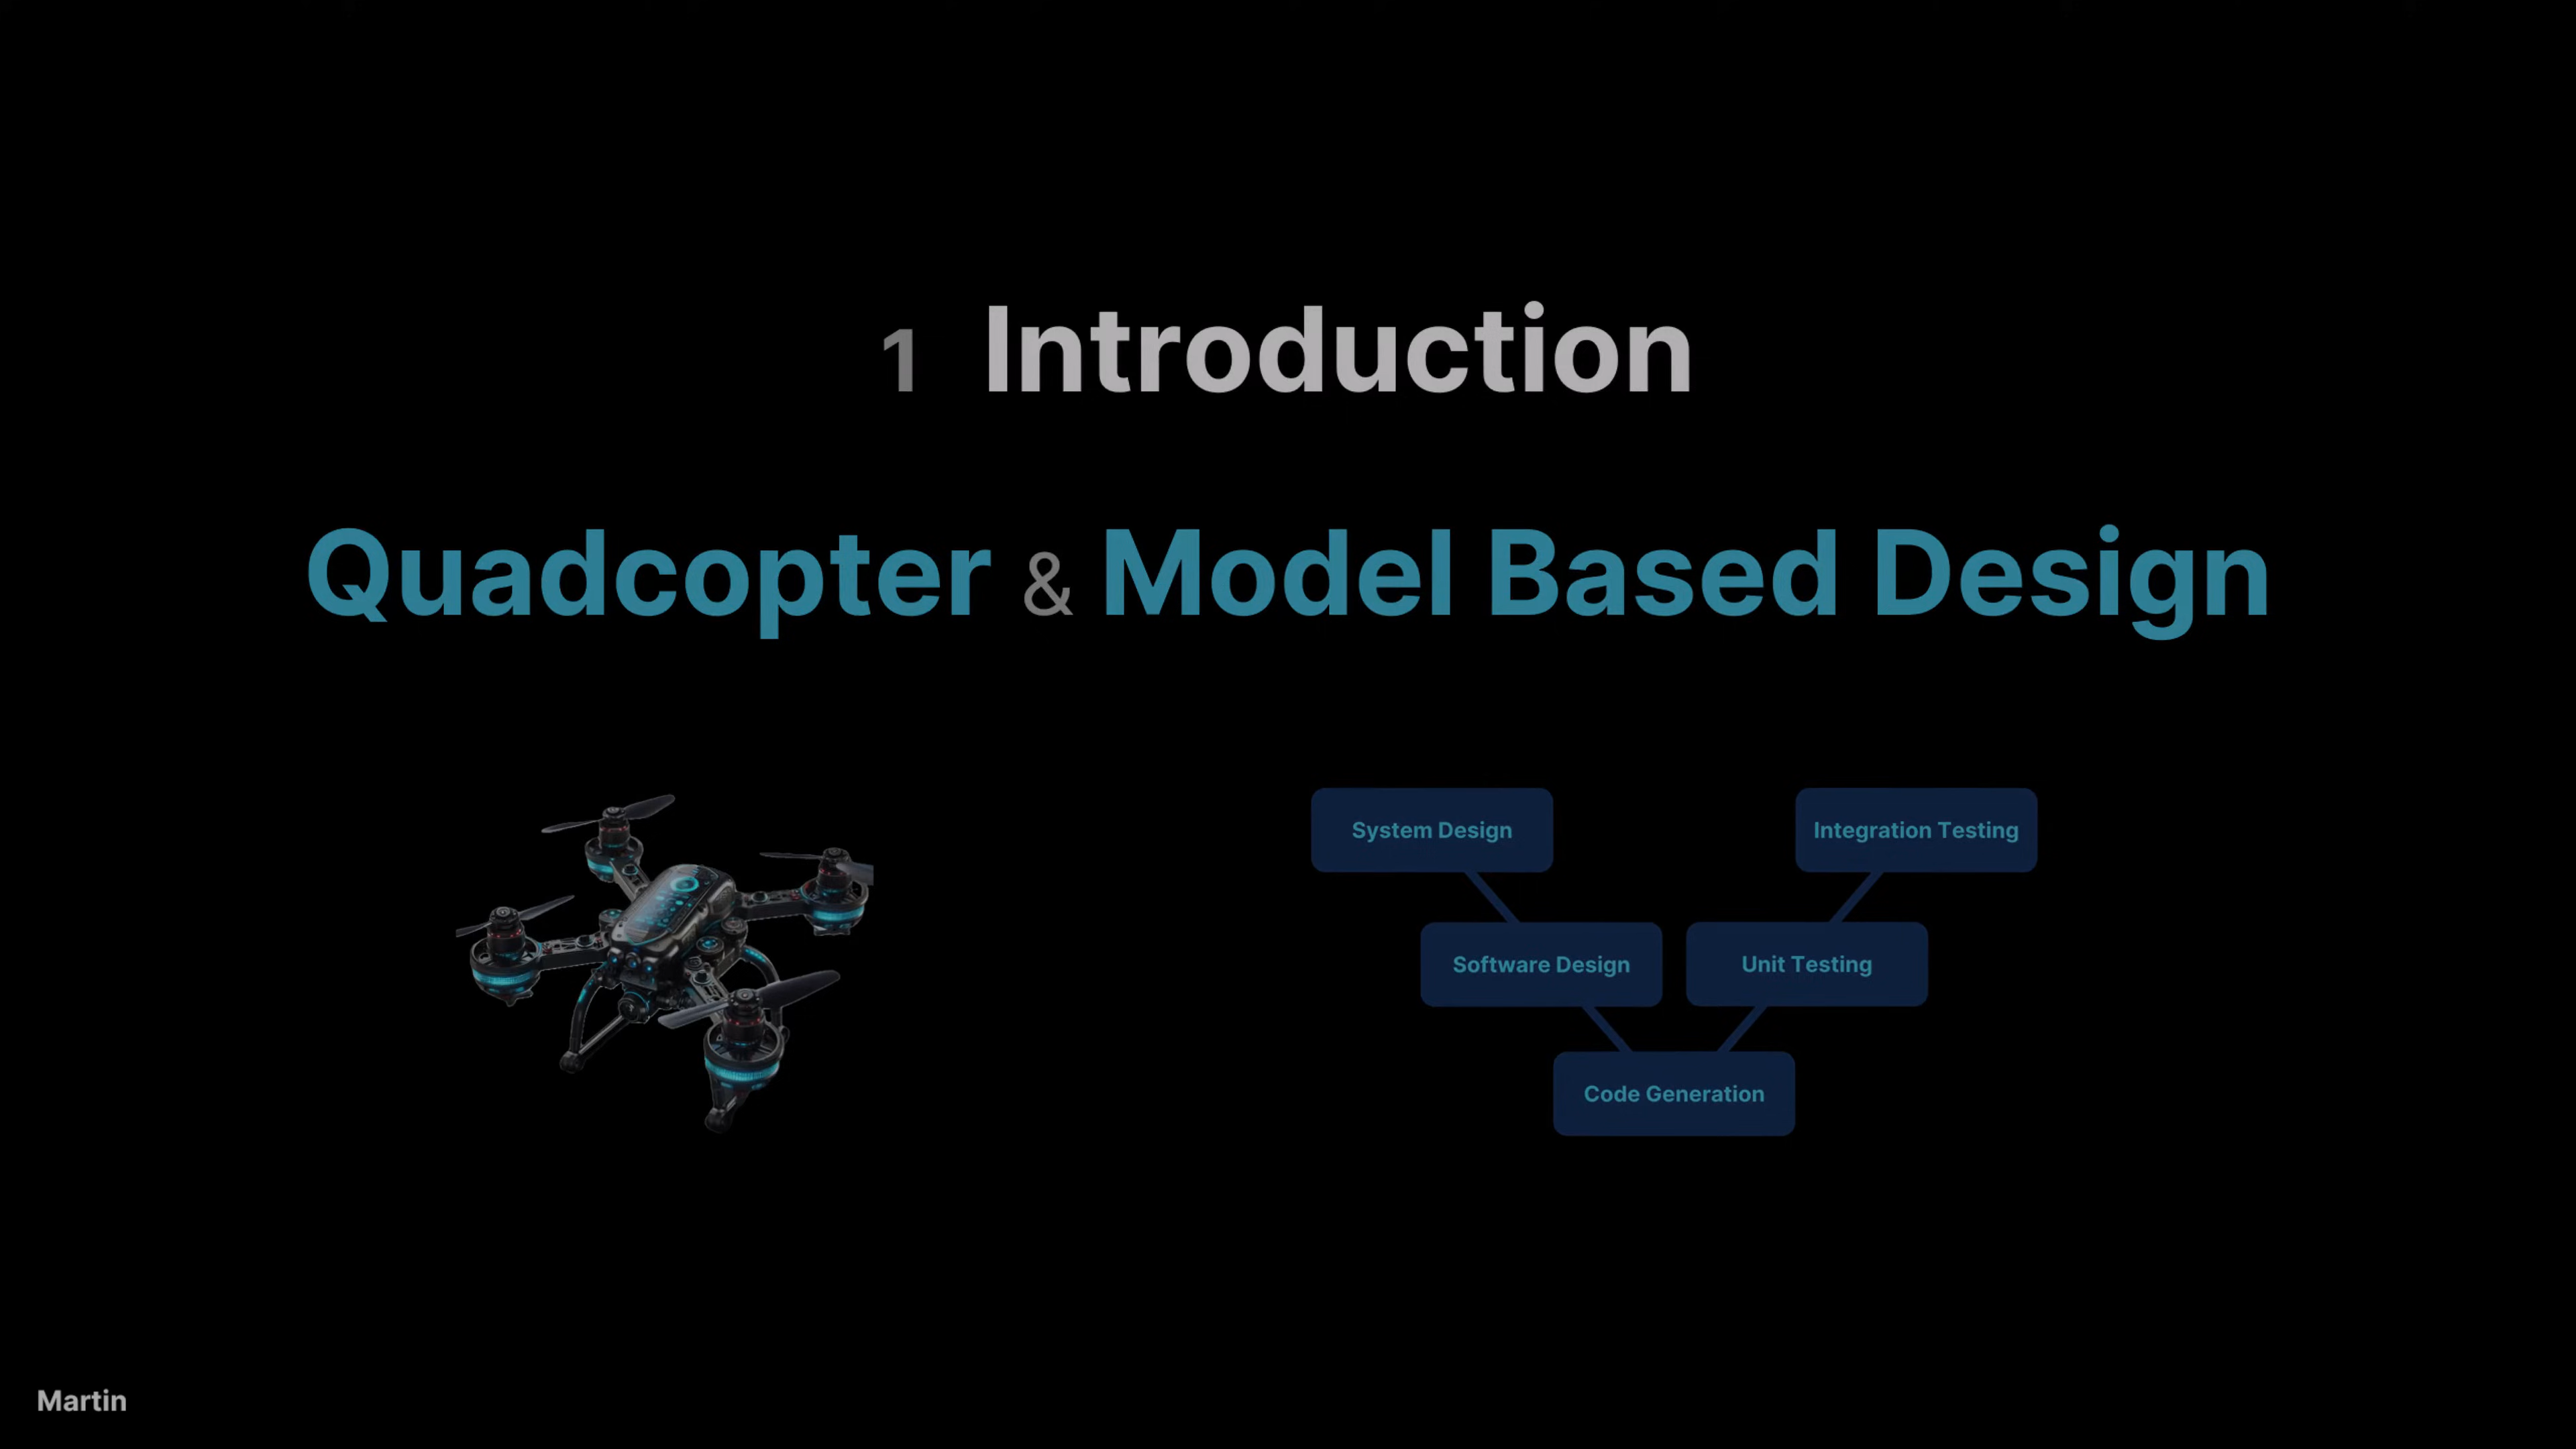 1 Introduction
Quadcopter & Model Based Design
System Design
Integration Testing
Software Design
Unit Testing
Code Generation
Martin